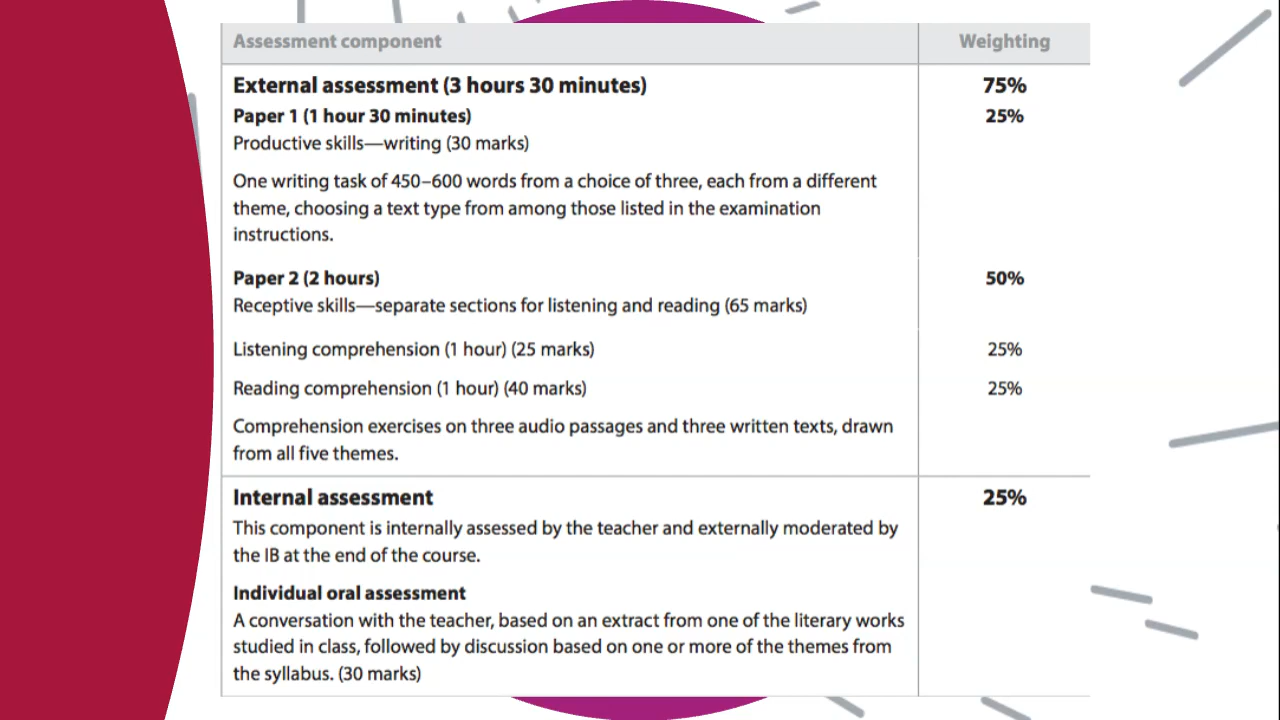 Assessment component Weighting
External assessment (3 hours 30 minutes) 75%
Paper 1 (1 hour 30 minutes) 25%
Productive skills—writing (30 marks)
One writing task of 450–600 words from a choice of three, each from a different
theme, choosing a text type from among those listed in the examination
instructions.
Paper 2 (2 hours) 50%
Receptive skills—separate sections for listening and reading (65 marks)
Listening comprehension (1 hour) (25 marks) 25%
Reading comprehension (1 hour) (40 marks) 25%
Comprehension exercises on three audio passages and three written texts, drawn
from all five themes.
Internal assessment 25%
This component is internally assessed by the teacher and externally moderated by
the IB at the end of the course.
Individual oral assessment
A conversation with the teacher, based on an extract from one of the literary works
studied in class, followed by discussion based on one or more of the themes from
the syllabus. (30 marks)